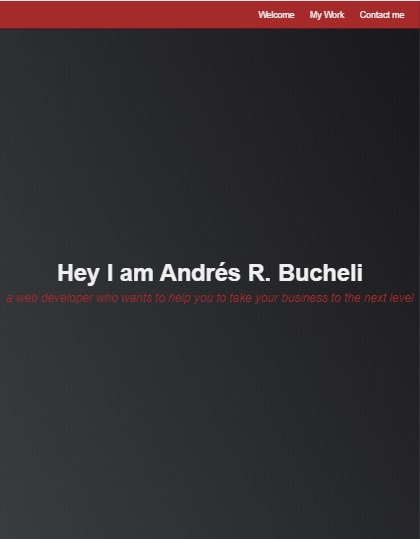 Welcome My Work Contact me
Hey I am Andrés R. Bucheli
a web developer who wants to help you to take your business to the next level